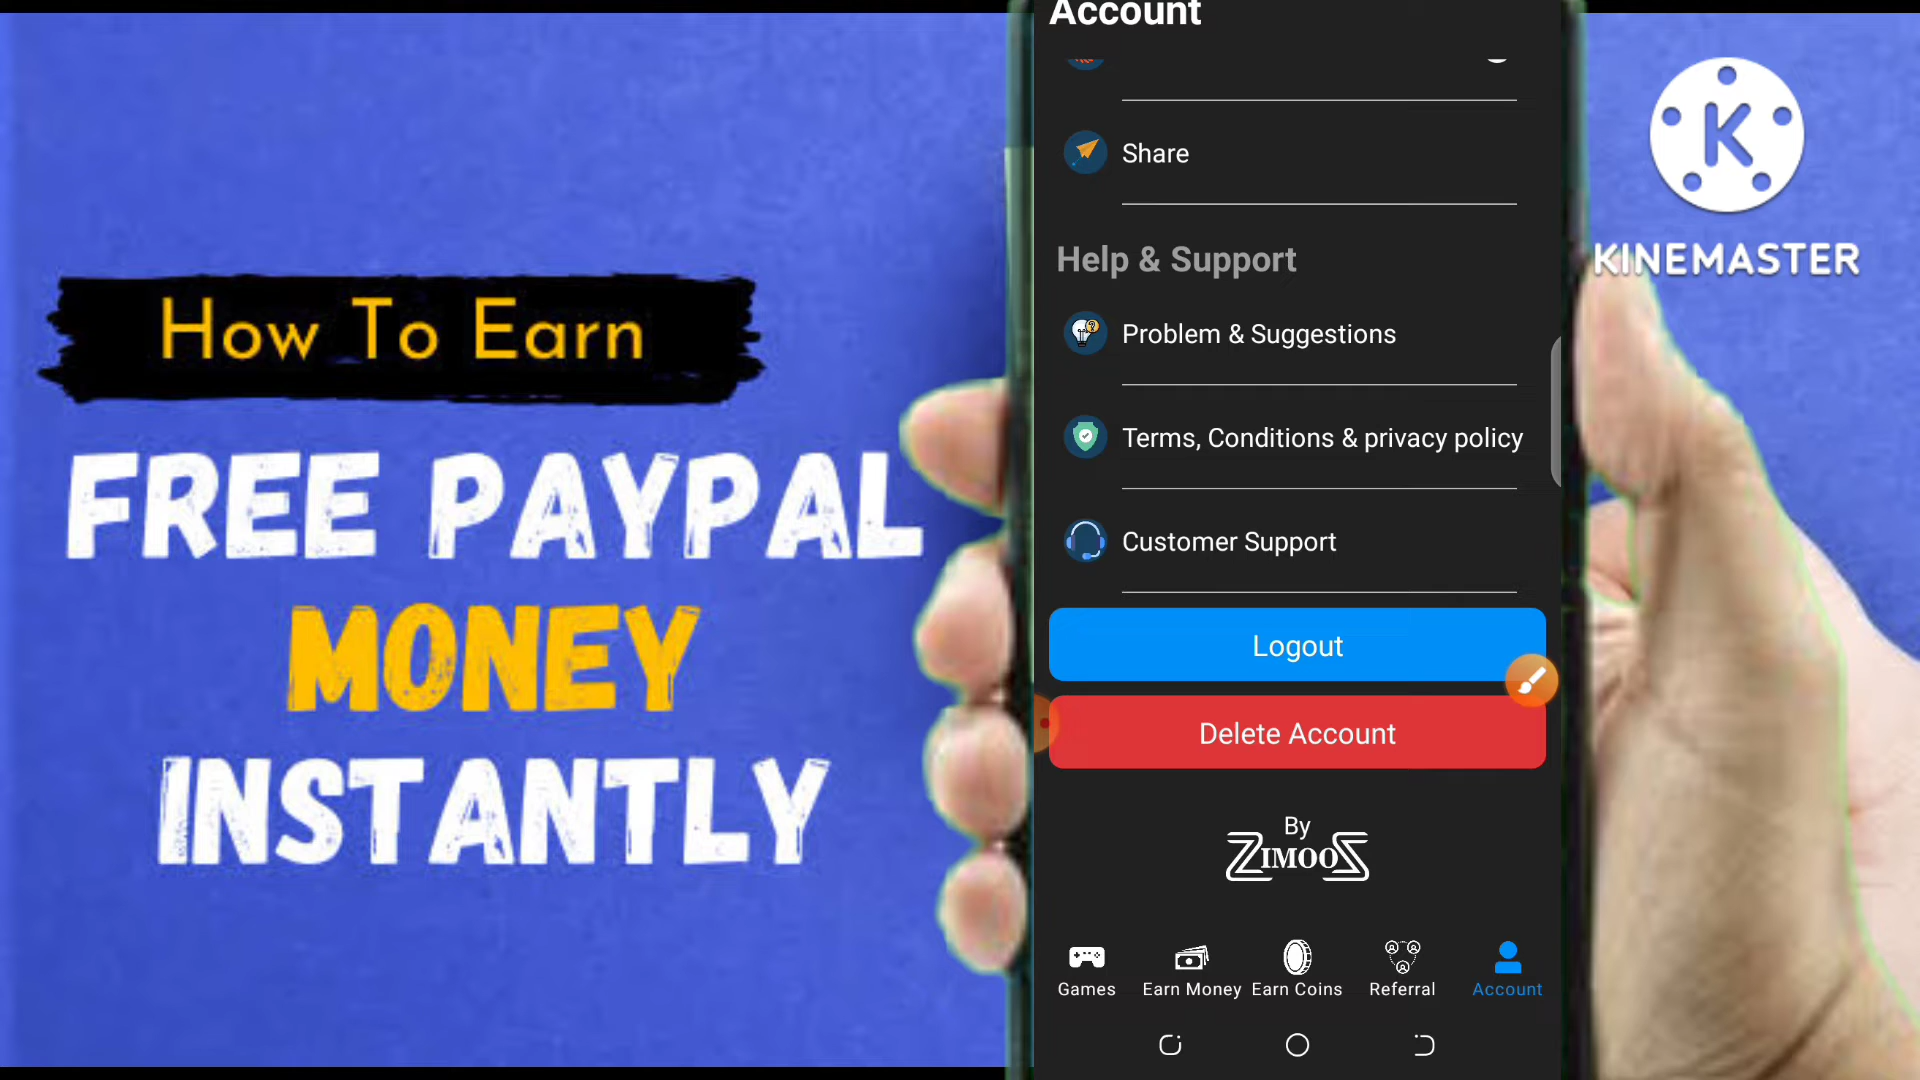 How To Earn
FREE PAYPAL
MONEY
INSTANTLY
Account
Share
Help & Support
Problem & Suggestions
Terms, Conditions & privacy policy
Customer Support
Logout
Delete Account
By
ZIMOOZ
Games
Earn Money
Earn Coins
Referral
Account
K
KINEMASTER